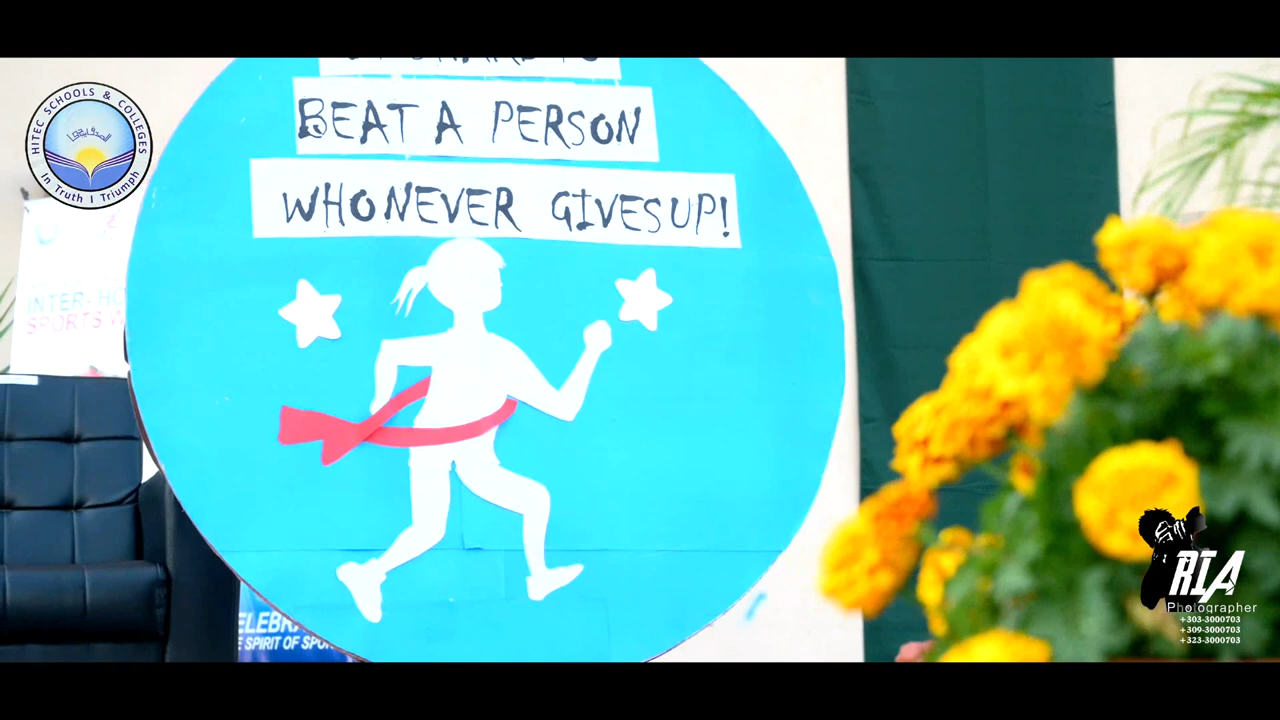 BEAT A PERSON
WHONEVER GIVESUP!
HITEC SCHOOLS & COLLEGES
In Truth I Triumph
INTER-HO
SPORTS W
ELEBR
E SPIRIT OF SPOR
RIA
Photographer
+303-3000703
+309-3000703
+323-3000703